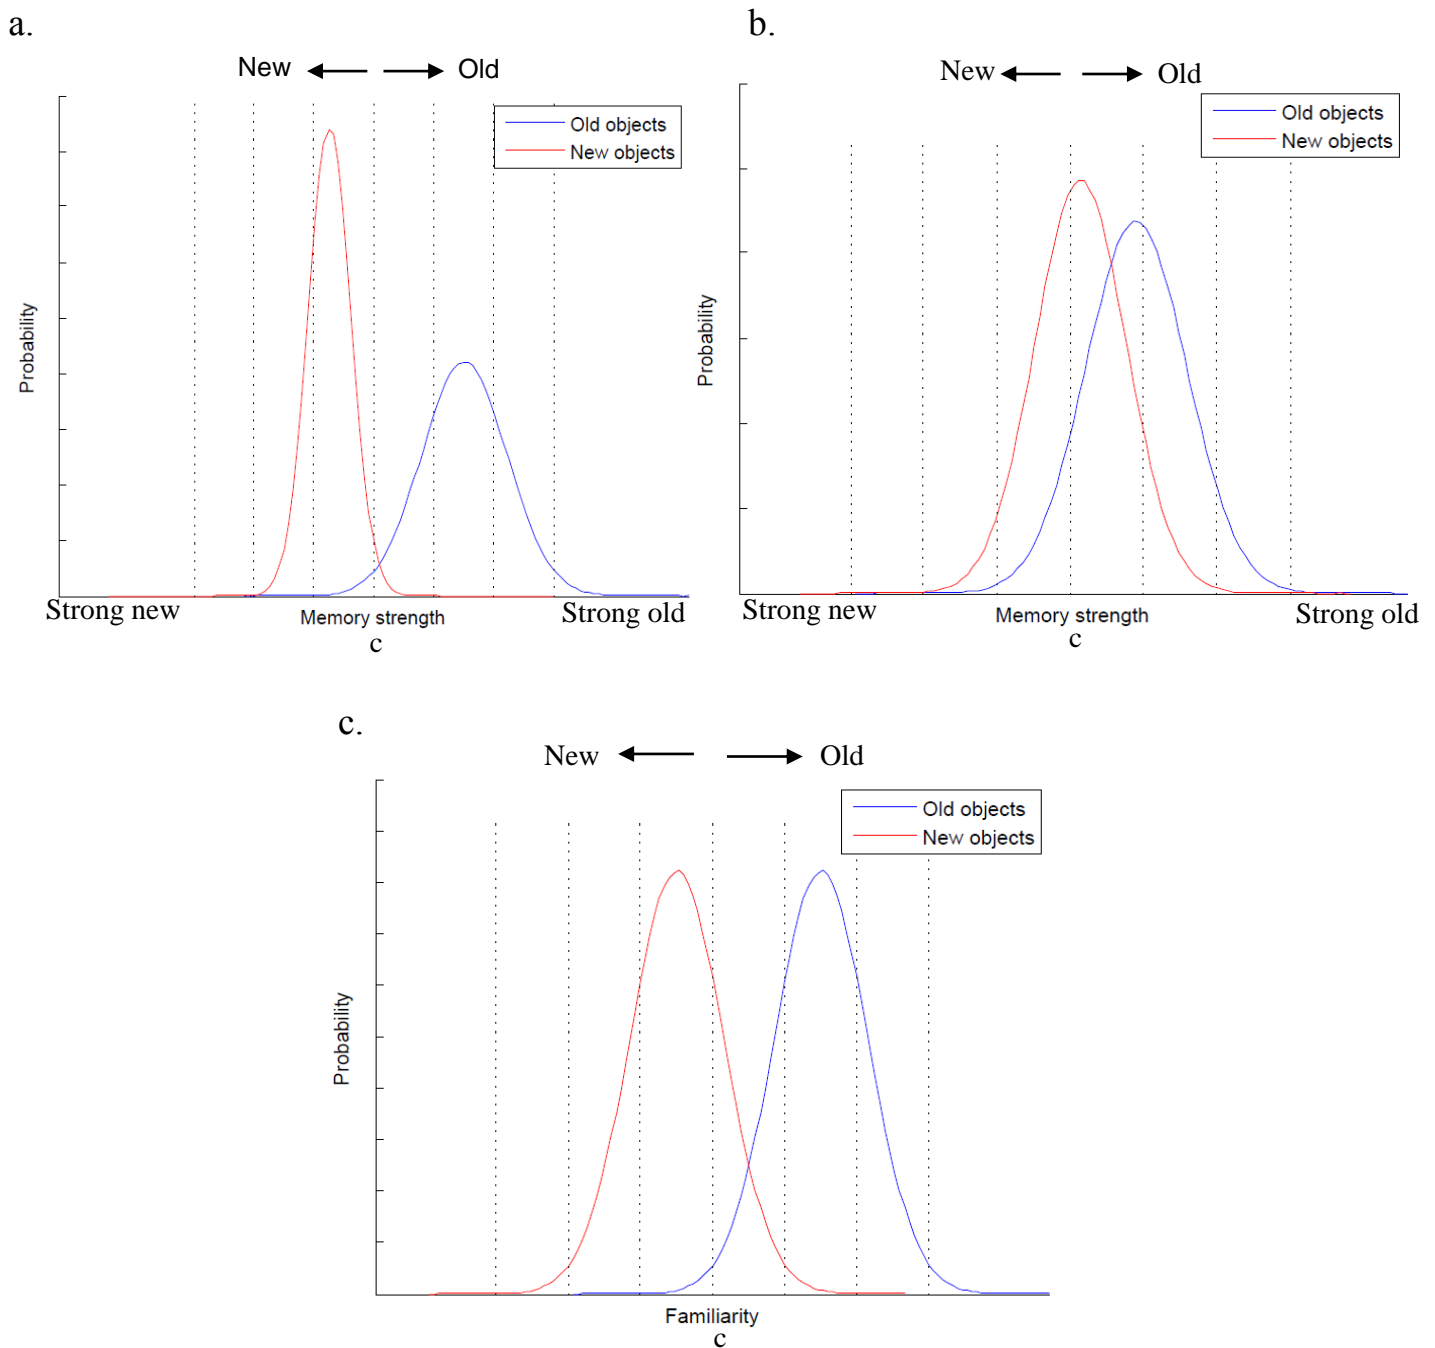 a.
New Old
Old objects
New objects
Probability
Strong new Memory strength Strong old
c
b.
New Old
Old objects
New objects
Probability
Strong new Memory strength Strong old
c
c.
New Old
Old objects
New objects
Probability
Familiarity
c